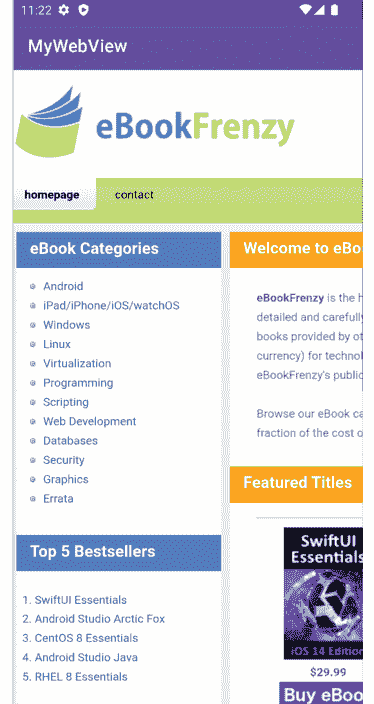 11:22
MyWebView
eBookFrenzy
homepage contact
eBook Categories
Android
iPad/iPhone/iOS/watchOS
Windows
Linux
Virtualization
Programming
Scripting
Web Development
Databases
Security
Graphics
Errata
Top 5 Bestsellers
1. SwiftUI Essentials
2. Android Studio Arctic Fox
3. CentOS 8 Essentials
4. Android Studio Java
5. RHEL 8 Essentials
Welcome to eBo
eBookFrenzy is the h
detailed and carefully
books provided by ot
currency) for technol
eBookFrenzy's public
Browse our eBook ca
fraction of the cost o
Featured Titles
SwiftUI
Essentials
iOS 14 Edition
$29.99
Buy eBoo